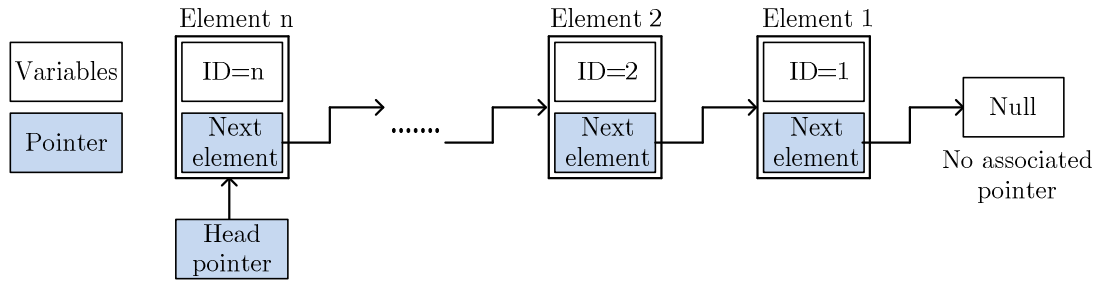 Element n
Element 2
Element 1
Variables
ID=n
ID=2
ID=1
Null
Pointer
Next
element
.......
Next
element
Next
element
No associated
pointer
Head
pointer